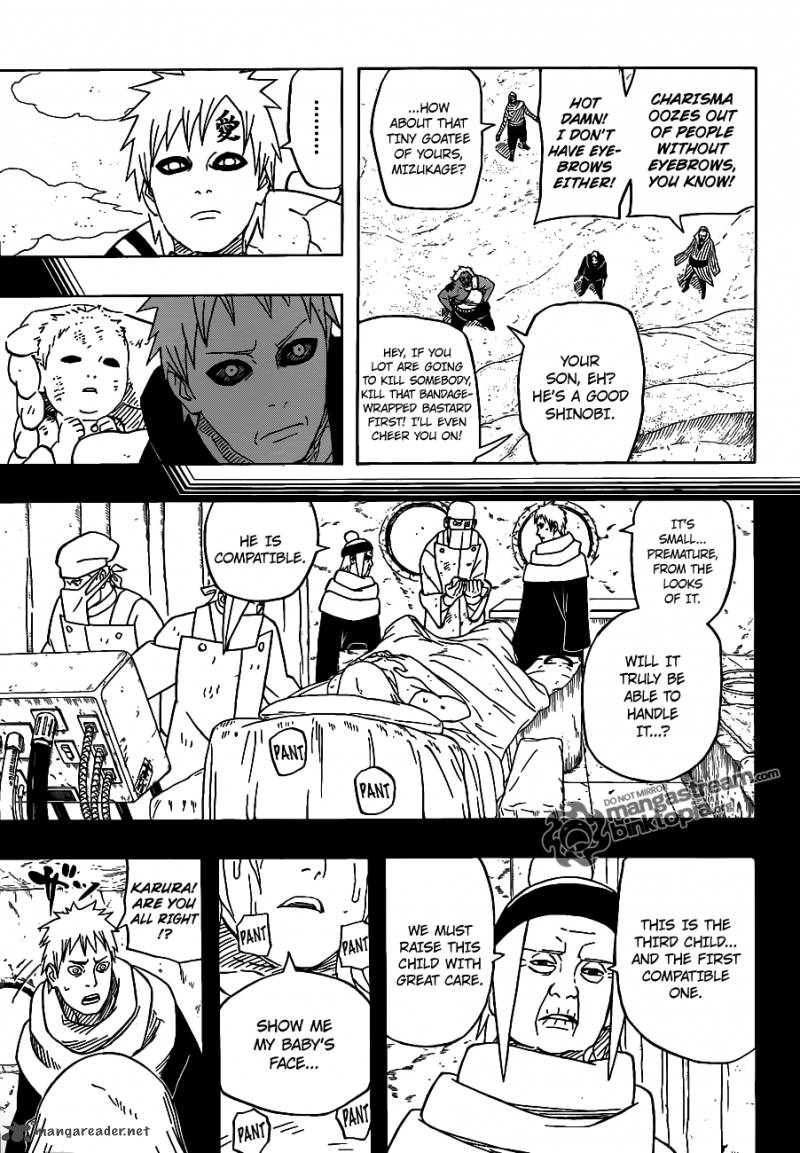 CHARISMA
OOZES OUT
OF PEOPLE
WITHOUT
EYEBROWS,
YOU KNOW!
HOT
DAMN!
I DON'T
HAVE EYE-
BROWS
EITHER!
...HOW
ABOUT THAT
TINY GOATEE
OF YOURS,
MIZUKAGE?
YOUR
SON, EH?
HE'S A GOOD
SHINOBI.
HEY, IF YOU
LOT ARE GOING
TO KILL SOMEBODY,
KILL THAT BANDAGE-
WRAPPED BASTARD
FIRST! I'LL EVEN
CHEER YOU ON!
.........
愛
IT'S
SMALL...
PREMATURE,
FROM THE
LOOKS
OF IT.
WILL IT
TRULY BE
ABLE TO
HANDLE
IT...?
HE IS
COMPATIBLE.
PANT
PANT
DO NOT MIRROR
mangastream.com
binktopia.org
THIS IS THE
THIRD CHILD...
AND THE FIRST
COMPATIBLE
ONE.
WE MUST
RAISE THIS
CHILD WITH
GREAT CARE.
PANT
PANT
PANT
PANT
SHOW ME
MY BABY'S
FACE...
KARURA!
ARE YOU
ALL RIGHT
!?
ザッ
mangareader.net